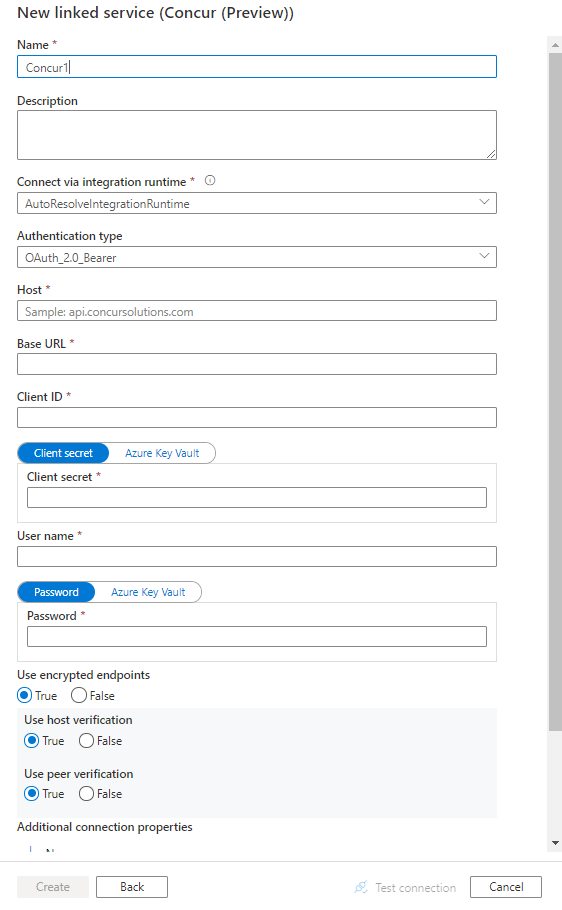 New linked service (Concur (Preview))
Name *
Concur1
Description
Connect via integration runtime *
AutoResolveIntegrationRuntime
Authentication type
OAuth_2.0_Bearer
Host *
Sample: api.concursolutions.com
Base URL *
Client ID *
Client secret Azure Key Vault
Client secret *
User name *
Password Azure Key Vault
Password *
Use encrypted endpoints
True False
Use host verification
True False
Use peer verification
True False
Additional connection properties
Create Back Test connection Cancel